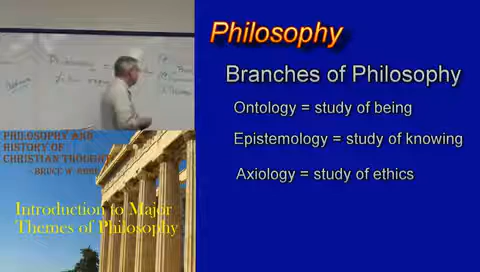 Philosophy
Branches of Philosophy
Ontology = study of being
Epistemology = study of knowing
Axiology = study of ethics
PHILOSOPHY AND
HISTORY OF
CHRISTIAN THOUGHT
Introduction to Major
Themes of Philosophy